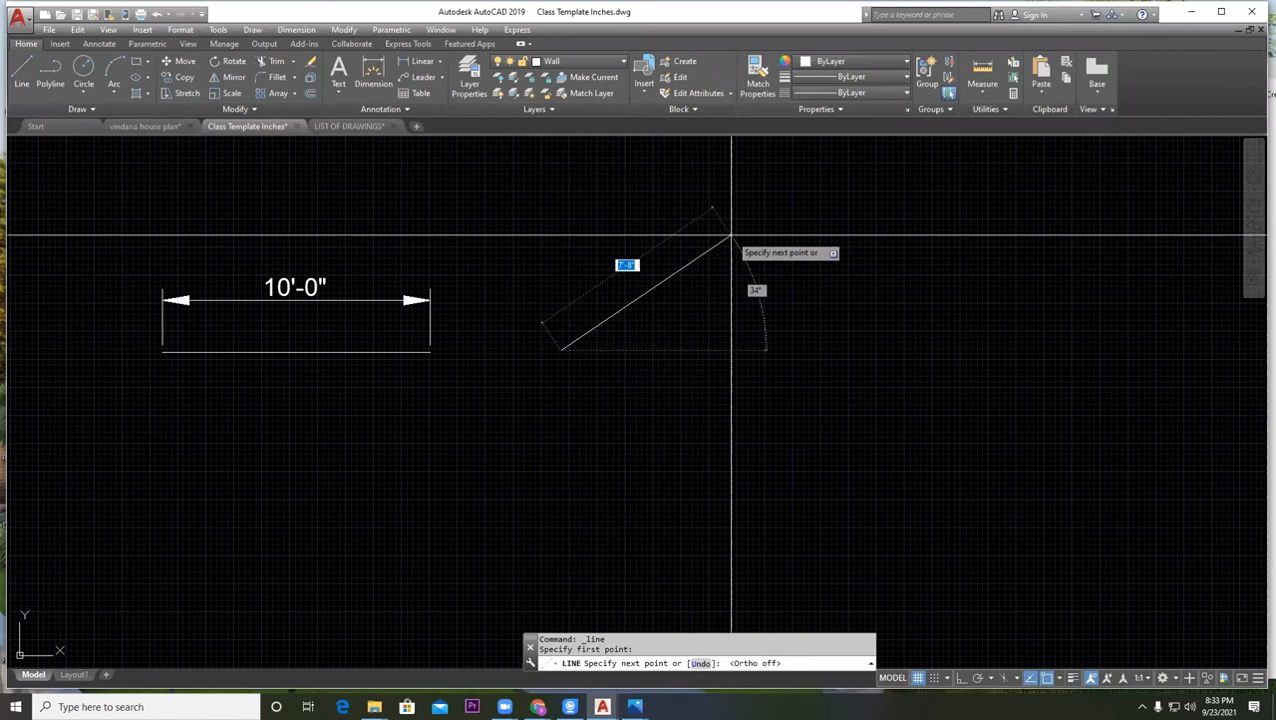 Autodesk AutoCAD 2019 Class Template Inches.dwg
Type a keyword or phrase
Sign In
File Edit View Insert Format Tools Draw Dimension Modify Parametric Window Help Express
Home Insert Annotate Parametric View Manage Output Add-ins Collaborate Express Tools Featured Apps
Line Polyline Circle Arc
Move Rotate Trim
Copy Mirror Fillet
Stretch Scale Array
Text Dimension
Linear
Leader
Table
Layer Properties
Wall
Make Current
Match Layer
Insert
Create
Edit
Edit Attributes
Match Properties
ByLayer
ByLayer
ByLayer
Group
Measure
Paste
Base
Draw Modify Annotation Layers Block Properties Groups Utilities Clipboard View
Start vindana house plan* Class Template Inches* LIST OF DRAWINGS*
10'-0"
Specify next point or
34°
Y
X
Command: _line
Specify first point:
LINE Specify next point or [Undo]: <Ortho off>
Model Layout1
MODEL 1:1
Type here to search
8:33 PM
9/23/2021